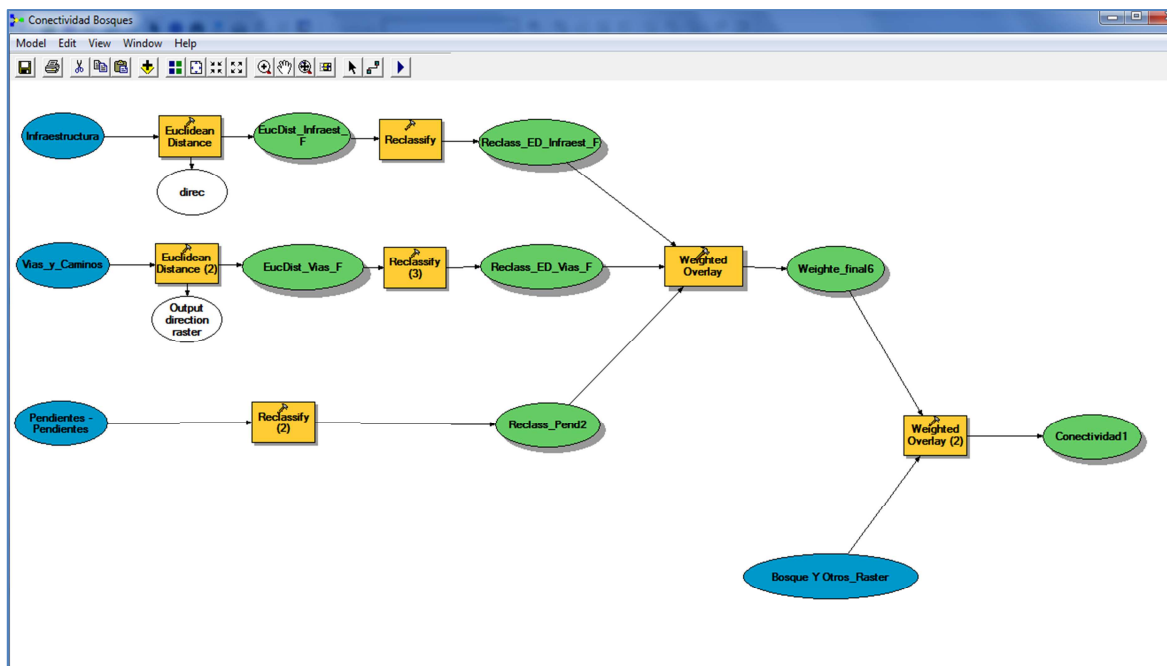 Conectividad Bosques
Model Edit View Window Help
Infraestructura
Euclidean
Distance
EucDist_Infraest_
F
Reclassify
Reclass_ED_Infraest_F
direc
Vias_y_Caminos
Euclidean
Distance (2)
EucDist_Vias_F
Reclassify
(3)
Reclass_ED_Vias_F
Weighted
Overlay
Weighte_final6
Output
direction
raster
Pendientes -
Pendientes
Reclassify
(2)
Reclass_Pend2
Weighted
Overlay (2)
Conectividad1
Bosque Y Otros_Raster